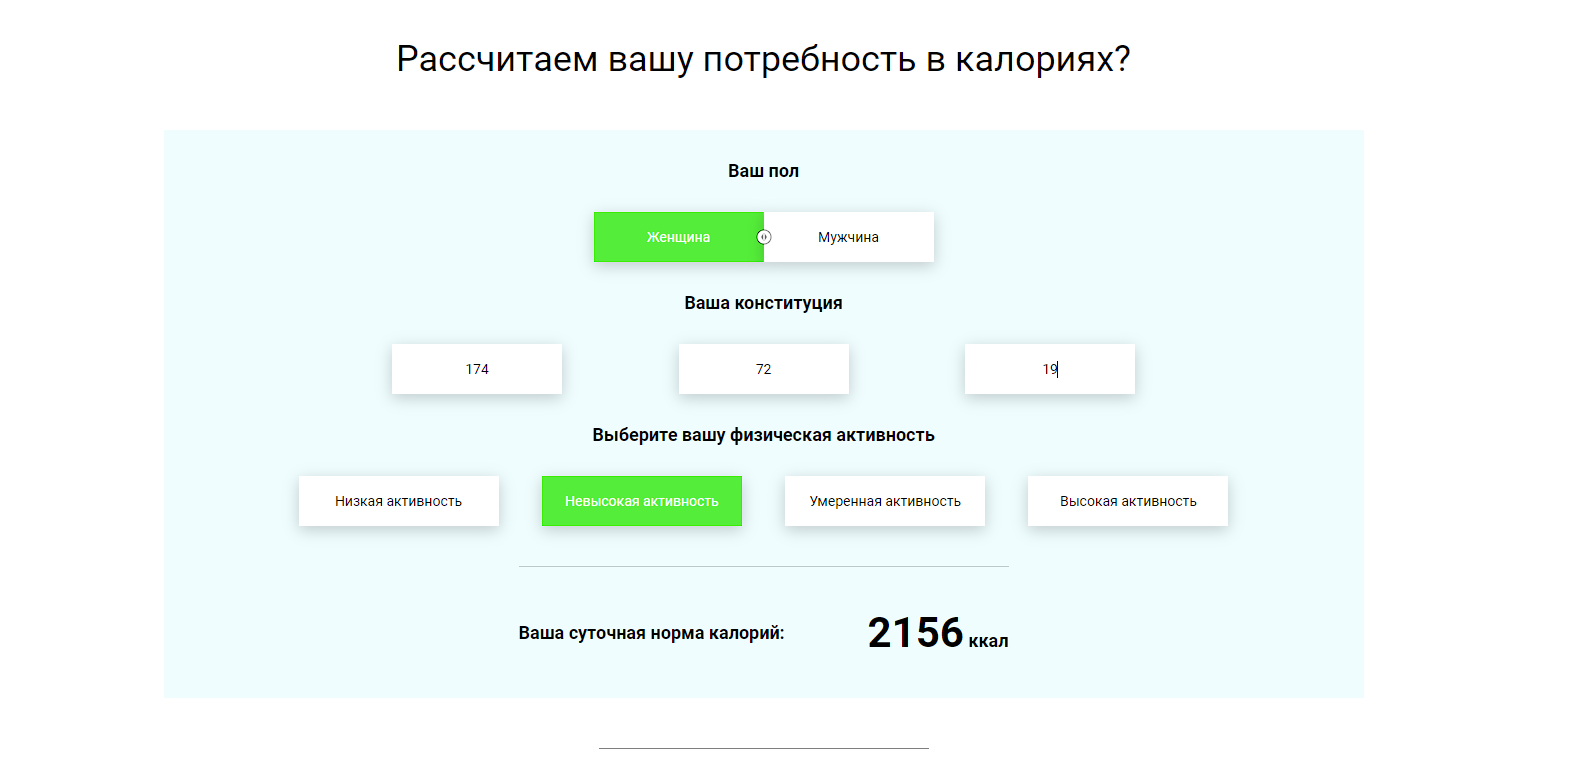 Рассчитаем вашу потребность в калориях?
Ваш пол
Женщина Мужчина
Ваша конституция
174 72 19
Выберите вашу физическая активность
Низкая активность Невысокая активность Умеренная активность Высокая активность
Ваша суточная норма калорий: 2156 ккал